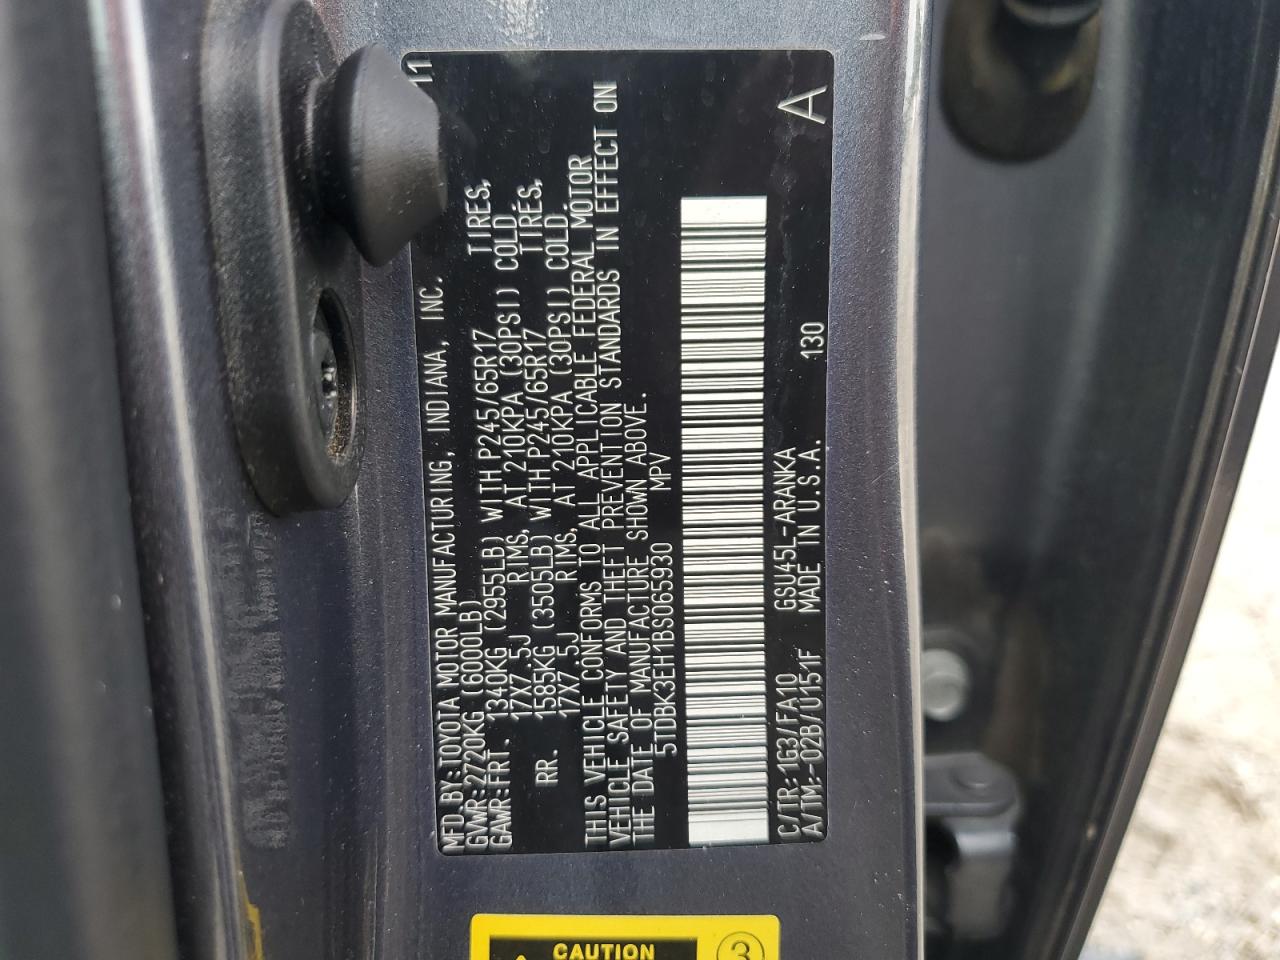 MFD.BY:TOYOTA MOTOR MANUFACTURING, INDIANA, INC. 11
GVWR:2720KG(6000LB)
GAWR:FRT. 1340KG (2955LB) WITH P245/65R17 TIRES,
17X7.5J RIMS, AT 210KPA (30PSI) COLD.
RR. 1585KG (3505LB) WITH P245/65R17 TIRES,
17X7.5J RIMS, AT 210KPA (30PSI) COLD.
THIS VEHICLE CONFORMS TO ALL APPLICABLE FEDERAL MOTOR
VEHICLE SAFETY AND THEFT PREVENTION STANDARDS IN EFFECT ON
THE DATE OF MANUFACTURE SHOWN ABOVE.
5TDBK3EH1BS065930 MPV
C/TR:1G3/FA10 GSU45L-ARANKA
A/TM:-02B/U151F MADE IN U.S.A. 130 A
CAUTION 3